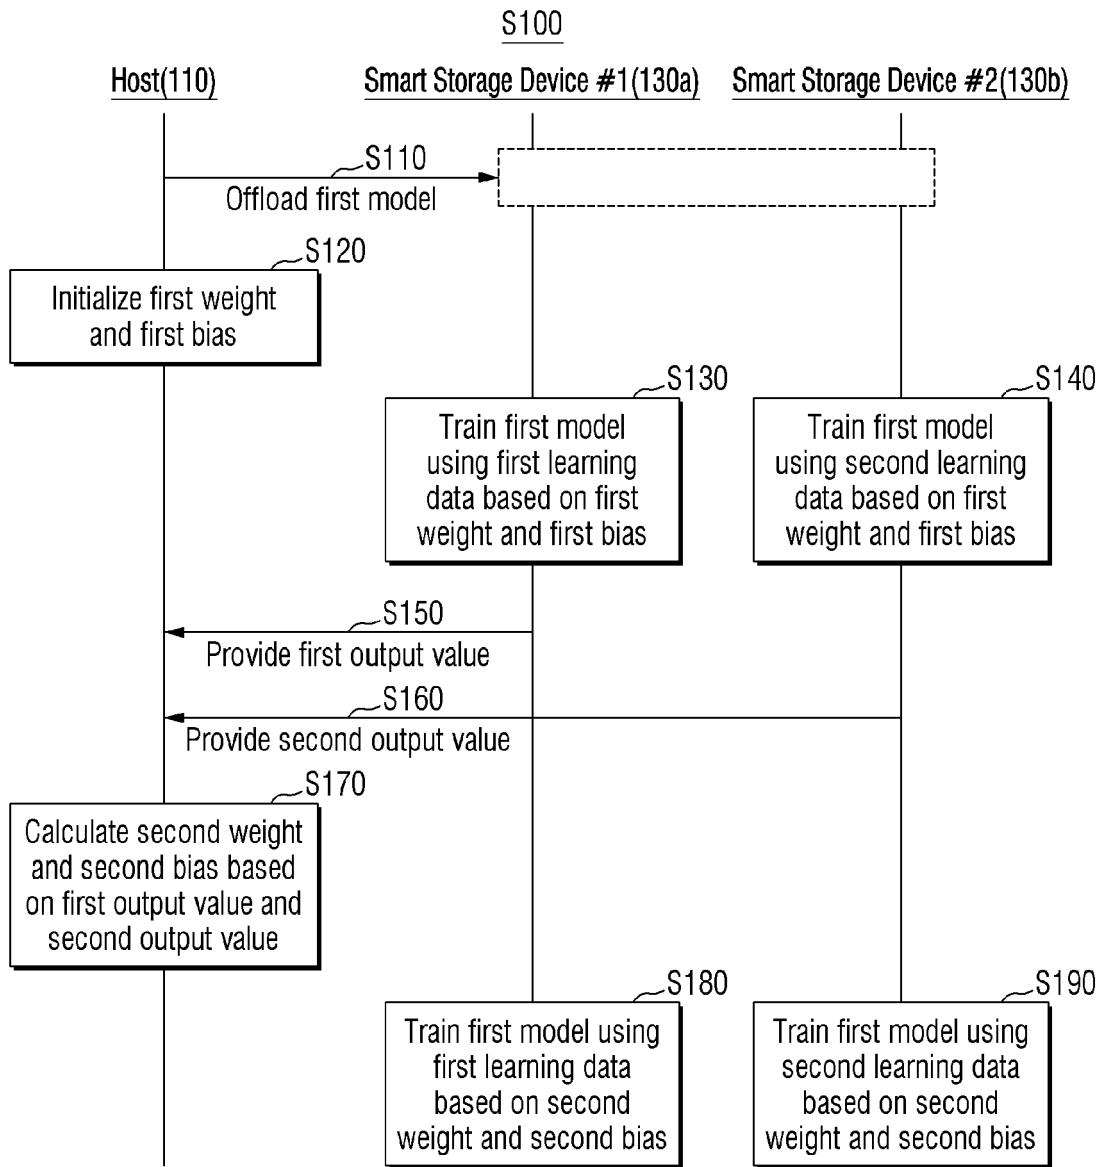 S100
Host(110)
Smart Storage Device #1(130a)
Smart Storage Device #2(130b)
S110
Offload first model
S120
Initialize first weight
and first bias
S130
Train first model
using first learning
data based on first
weight and first bias
S140
Train first model
using second learning
data based on first
weight and first bias
S150
Provide first output value
S160
Provide second output value
S170
Calculate second weight
and second bias based
on first output value and
second output value
S180
Train first model using
first learning data
based on second
weight and second bias
S190
Train first model using
second learning data
based on second
weight and second bias